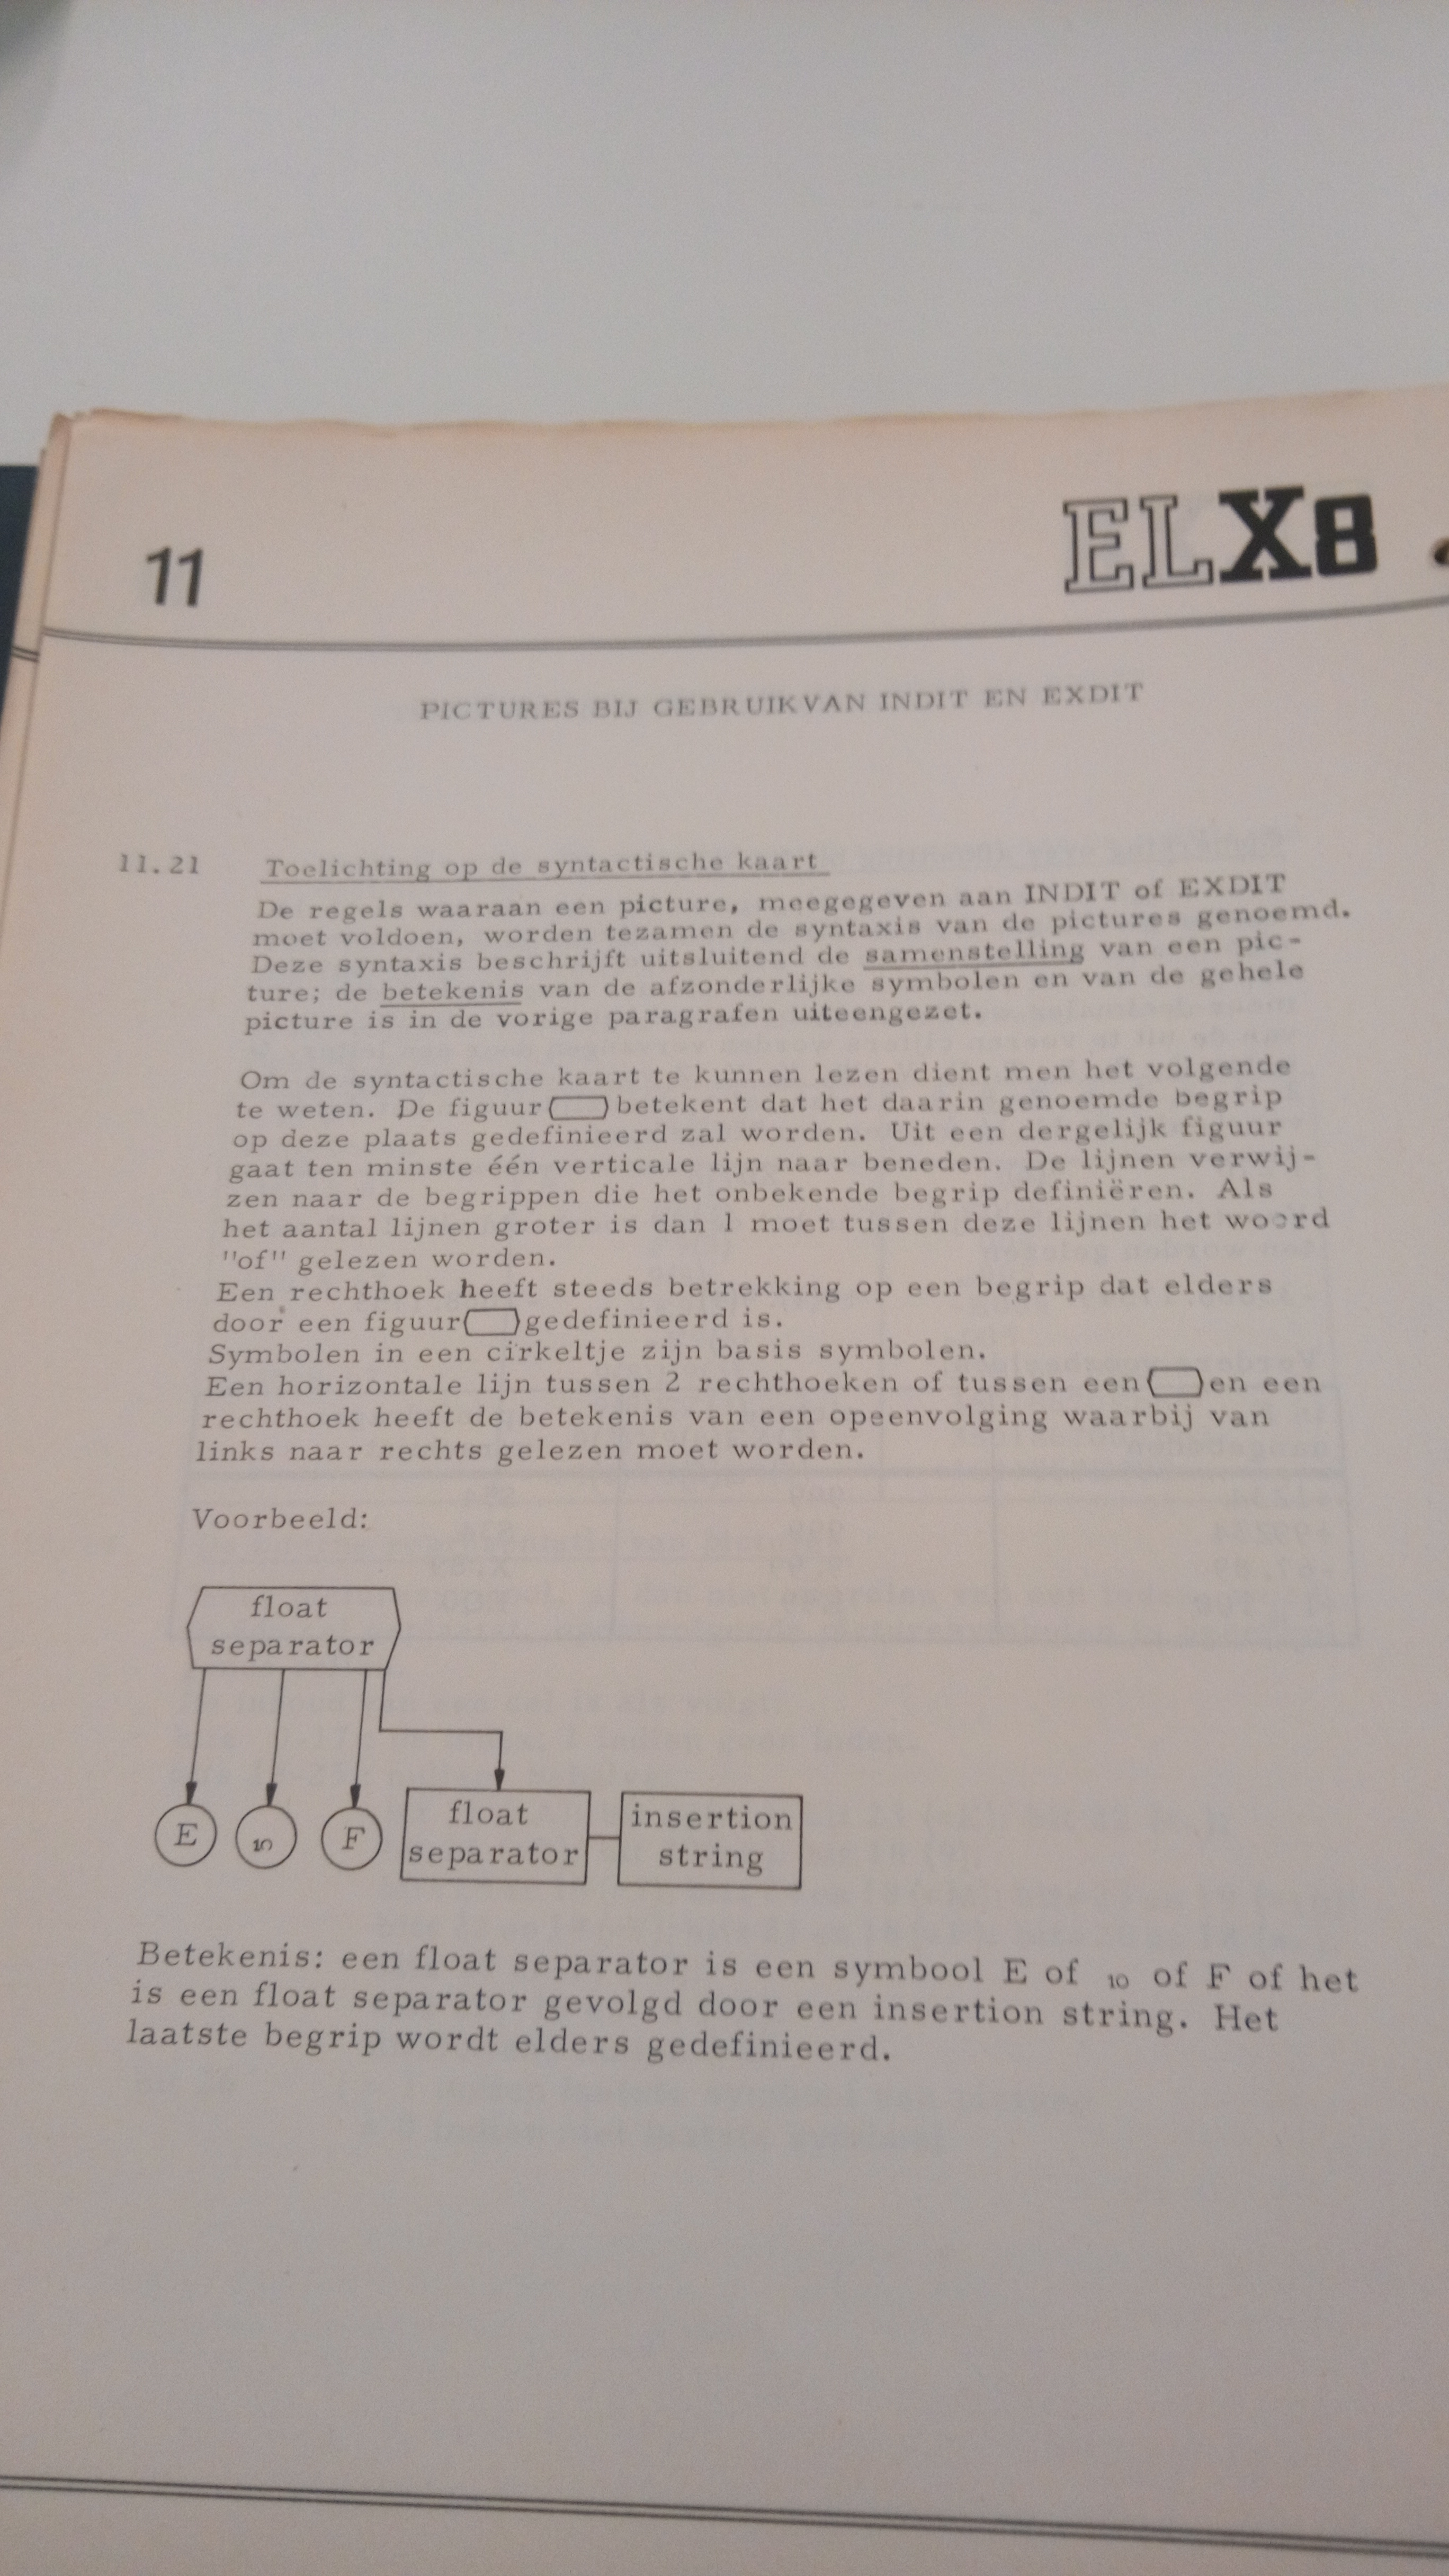 11
ELX8
PICTURES BIJ GEBRUIK VAN INDIT EN EXDIT
11.21 Toelichting op de syntactische kaart
De regels waaraan een picture, meegegeven aan INDIT of EXDIT
moet voldoen, worden tezamen de syntaxis van de pictures genoemd.
Deze syntaxis beschrijft uitsluitend de samenstelling van een pic-
ture; de betekenis van de afzonderlijke symbolen en van de gehele
picture is in de vorige paragrafen uiteengezet.
Om de syntactische kaart te kunnen lezen dient men het volgende
te weten. De figuur betekent dat het daarin genoemde begrip
op deze plaats gedefinieerd zal worden. Uit een dergelijk figuur
gaat ten minste één verticale lijn naar beneden. De lijnen verwij-
zen naar de begrippen die het onbekende begrip definiëren. Als
het aantal lijnen groter is dan 1 moet tussen deze lijnen het woord
"of" gelezen worden.
Een rechthoek heeft steeds betrekking op een begrip dat elders
door een figuur gedefinieerd is.
Symbolen in een cirkeltje zijn basis symbolen.
Een horizontale lijn tussen 2 rechthoeken of tussen een en een
rechthoek heeft de betekenis van een opeenvolging waarbij van
links naar rechts gelezen moet worden.
Voorbeeld:
float
separator
E
10
F
float
separator
insertion
string
Betekenis: een float separator is een symbool E of 10 of F of het
is een float separator gevolgd door een insertion string. Het
laatste begrip wordt elders gedefinieerd.